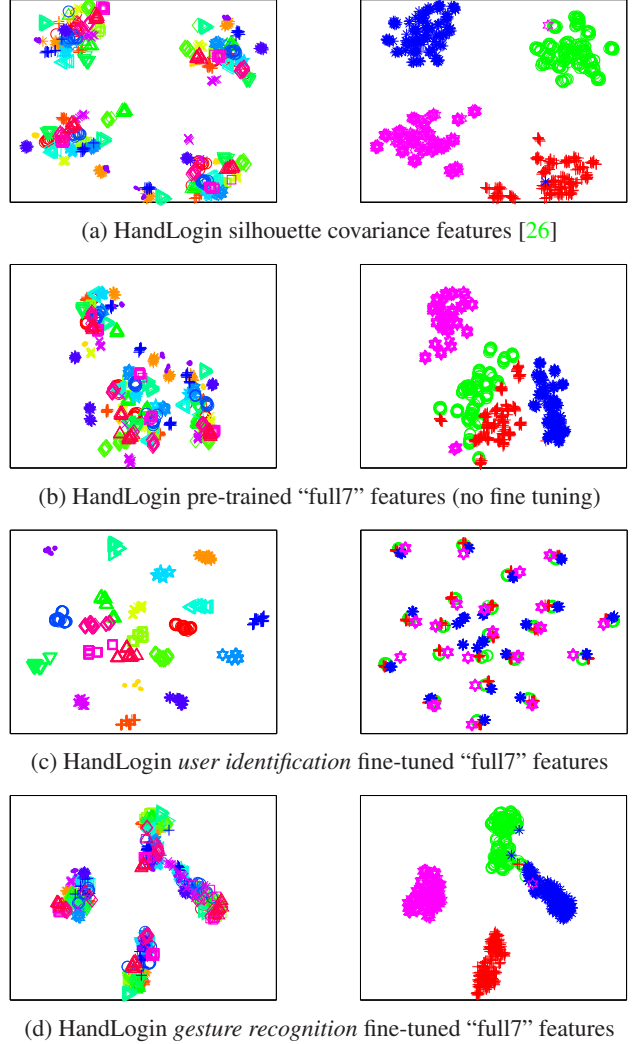 (a) HandLogin silhouette covariance features [26]
(b) HandLogin pre-trained “full7” features (no fine tuning)
(c) HandLogin user identification fine-tuned “full7” features
(d) HandLogin gesture recognition fine-tuned “full7” features